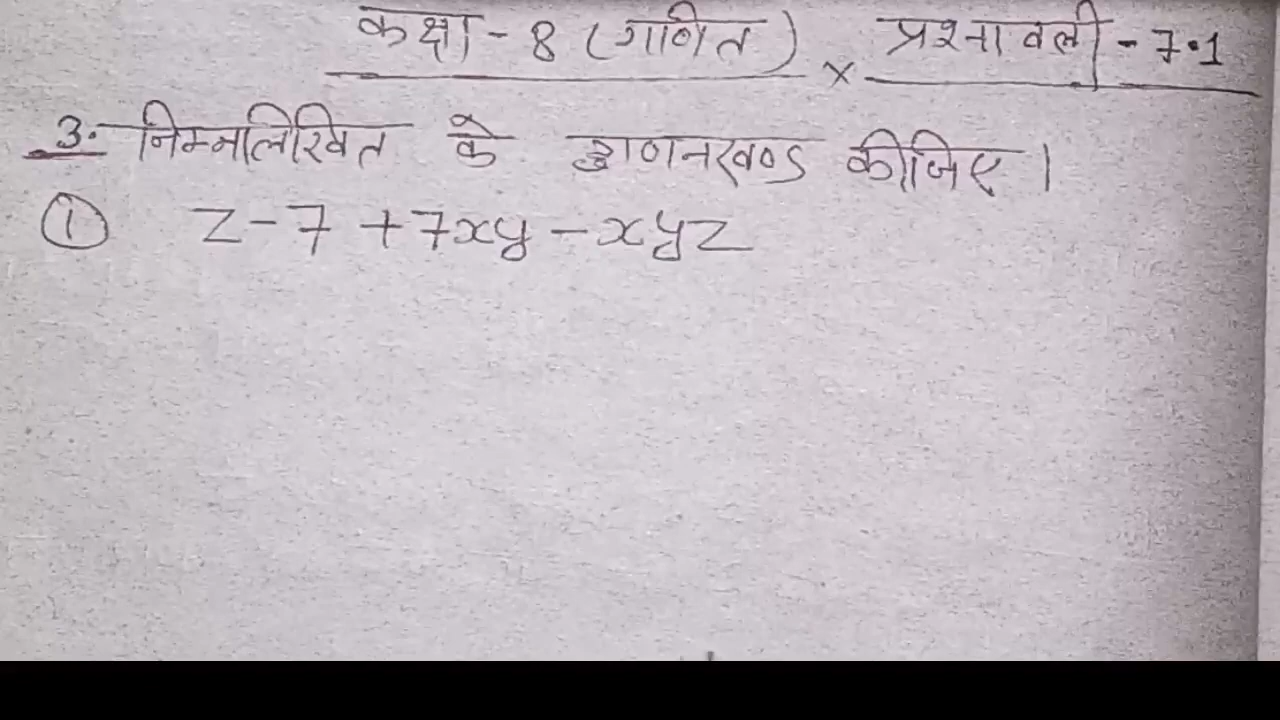 कक्षा - 8 (गणित) × प्रश्नावली - 7.1
3. निम्नलिखित के गुणनखण्ड कीजिए।
① z - 7 + 7xy - xyz